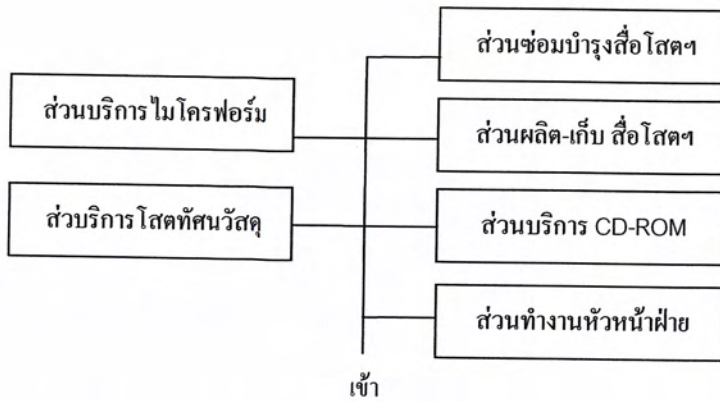 ส่วนซ่อมบำรุงสื่อโสตฯ
ส่วนบริการไมโครฟอร์ม
ส่วนผลิต-เก็บ สื่อโสตฯ
ส่วบริการโสตทัศนวัสดุ
ส่วนบริการ CD-ROM
ส่วนทำงานหัวหน้าฝ่าย
เข้า